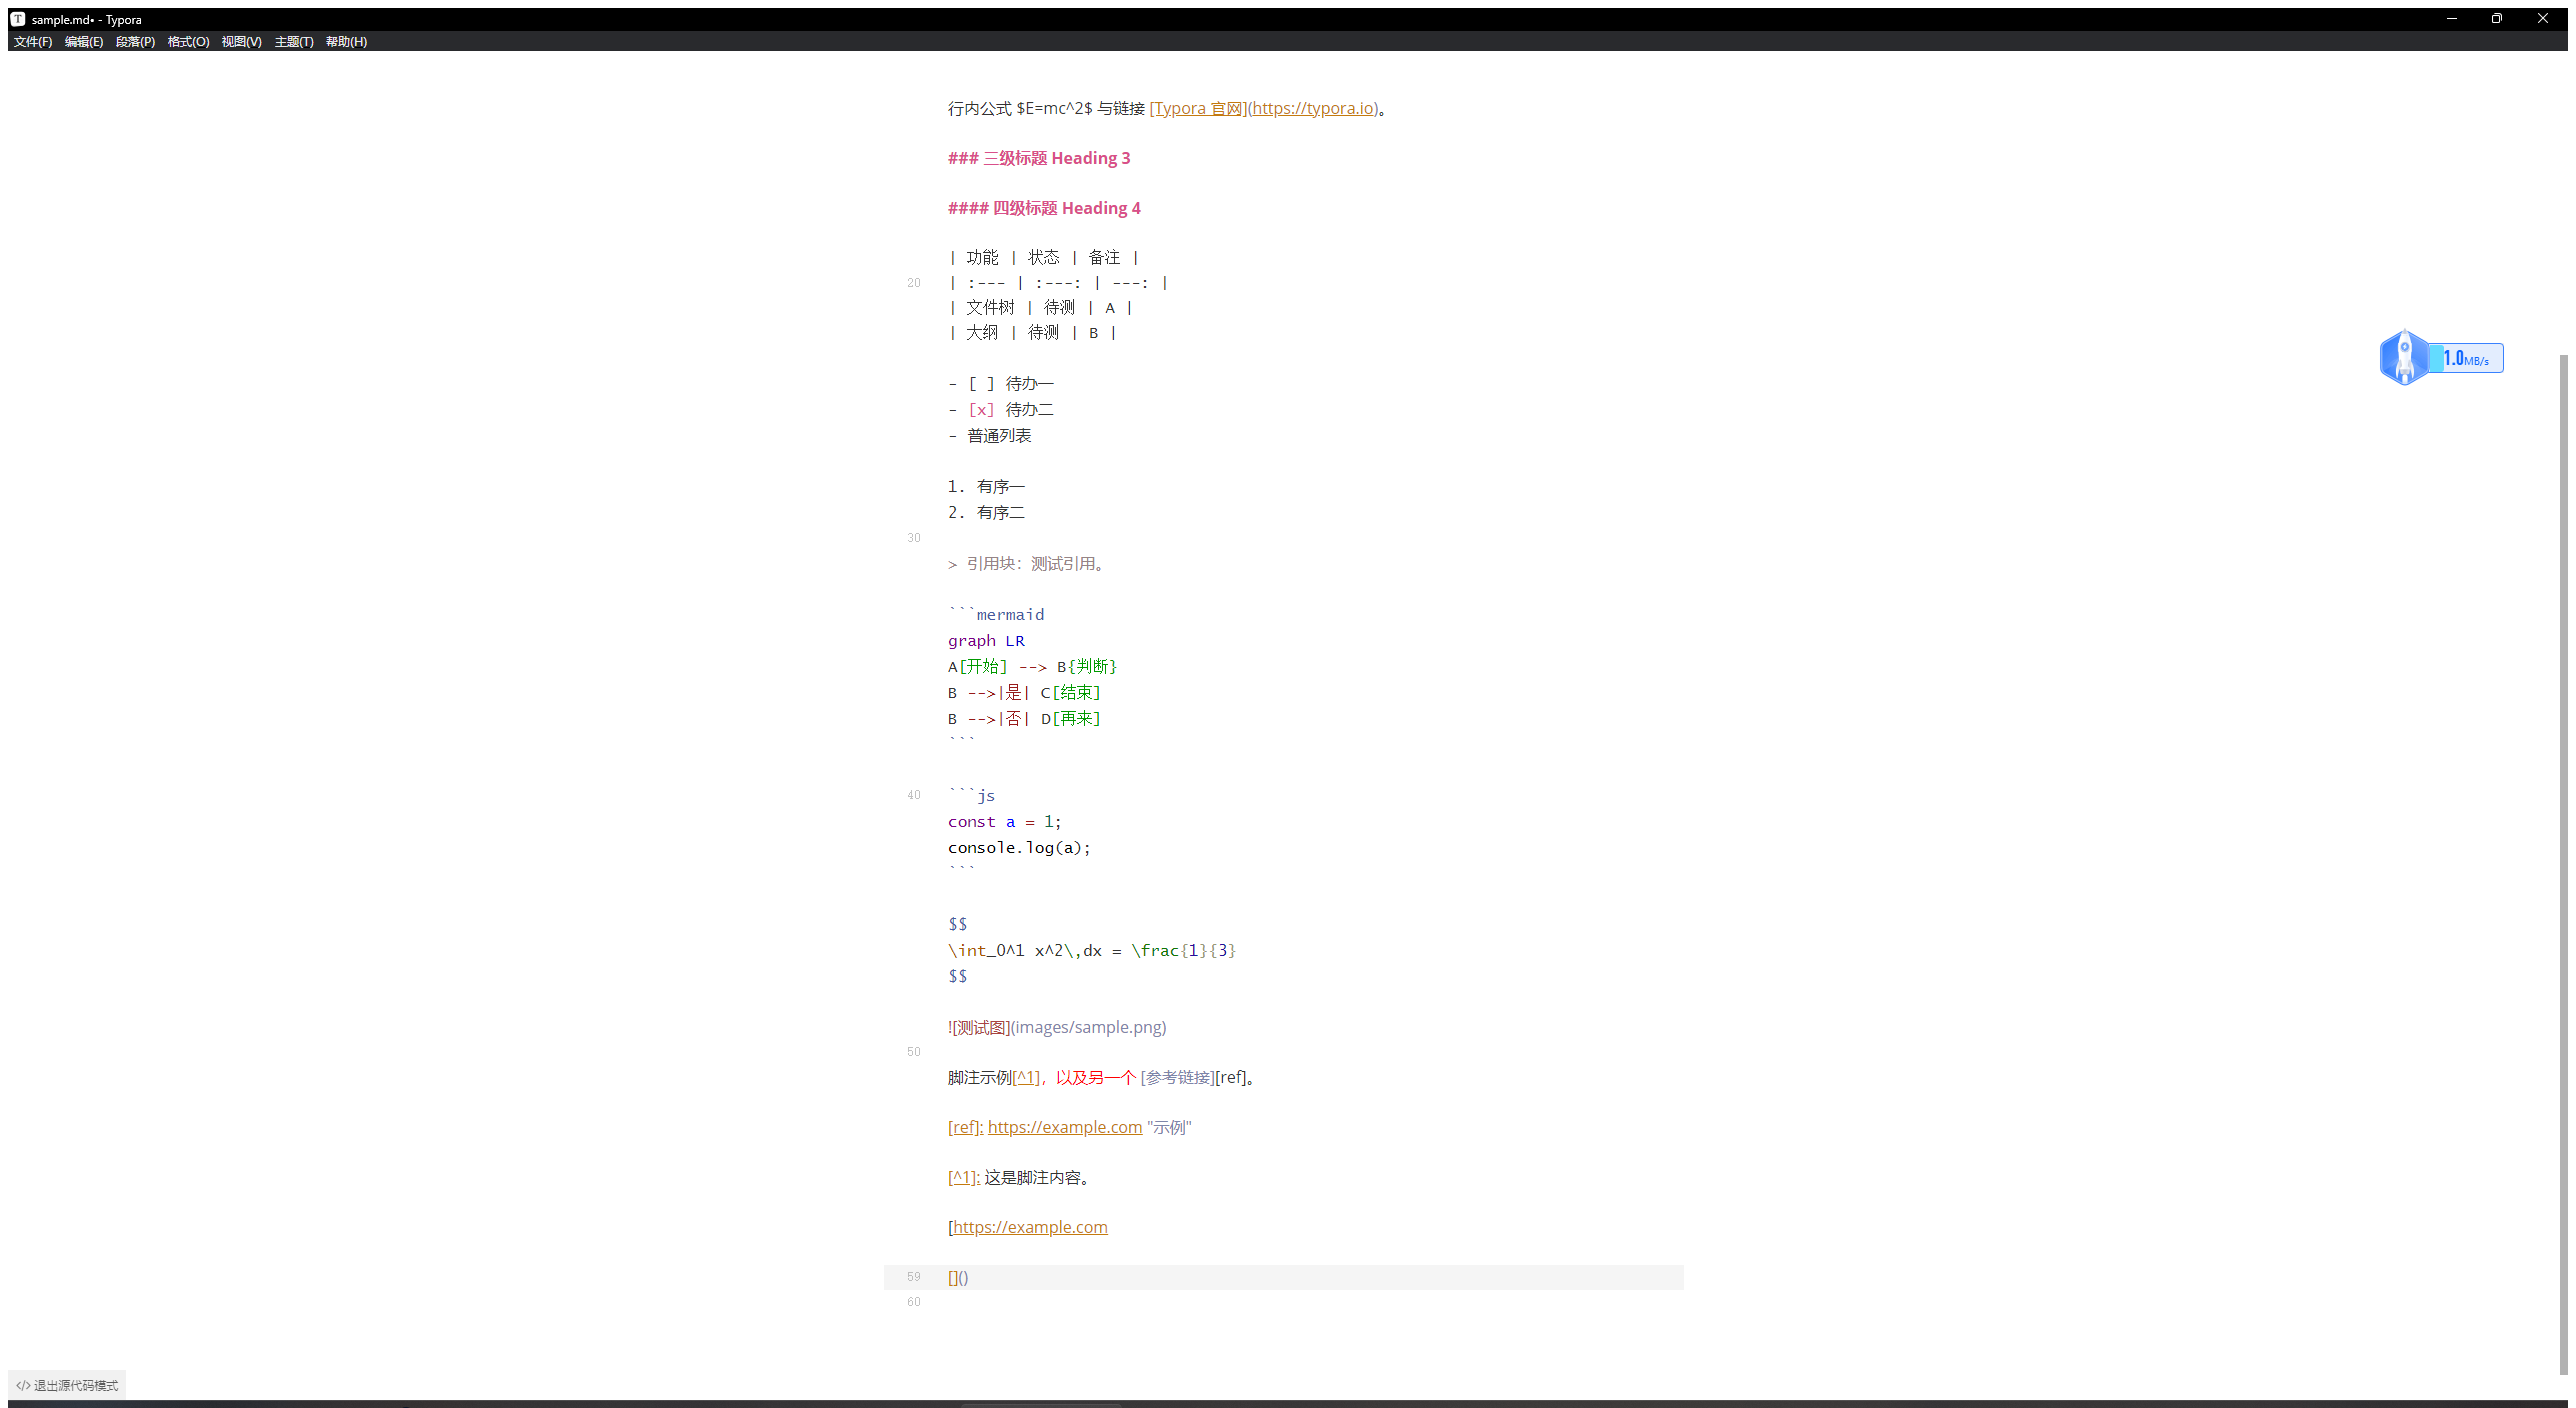 sample.md• - Typora
文件(F) 编辑(E) 段落(P) 格式(O) 视图(V) 主题(T) 帮助(H)
行内公式 $E=mc^2$ 与链接 [Typora 官网](https://typora.io)。
### 三级标题 Heading 3
#### 四级标题 Heading 4
| 功能 | 状态 | 备注 |
20 | :--- | :---: | ---: |
| 文件树 | 待测 | A |
| 大纲 | 待测 | B |
1.0MB/s
- [ ] 待办一
- [x] 待办二
- 普通列表
1. 有序一
2. 有序二
30
> 引用块：测试引用。
```mermaid
graph LR
A[开始] --> B{判断}
B -->|是| C[结束]
B -->|否| D[再来]
```
40 ```js
const a = 1;
console.log(a);
```
$$
\int_0^1 x^2\,dx = \frac{1}{3}
$$
![测试图](images/sample.png)
50
脚注示例[^1]，以及另一个 [参考链接][ref]。
[ref]: https://example.com "示例"
[^1]: 这是脚注内容。
[https://example.com
59 []()
60
</> 退出源代码模式